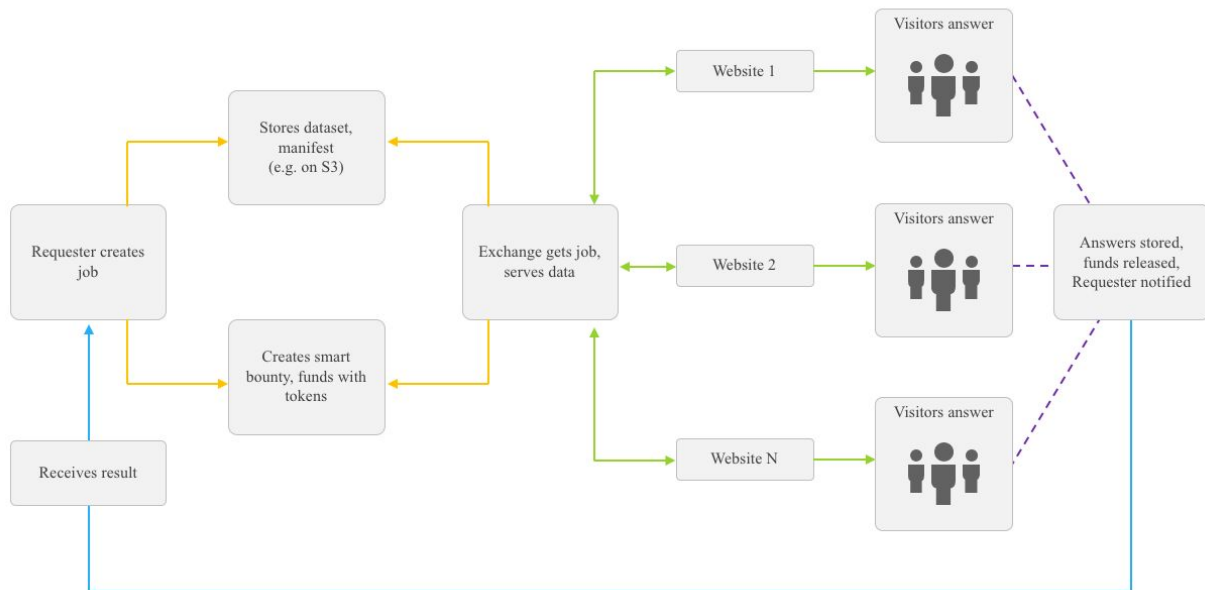 Requester creates
job
Receives result
Stores dataset,
manifest
(e.g. on S3)
Creates smart
bounty, funds with
tokens
Exchange gets job,
serves data
Website 1
Website 2
Website N
Visitors answer
Visitors answer
Visitors answer
Answers stored,
funds released,
Requester notified